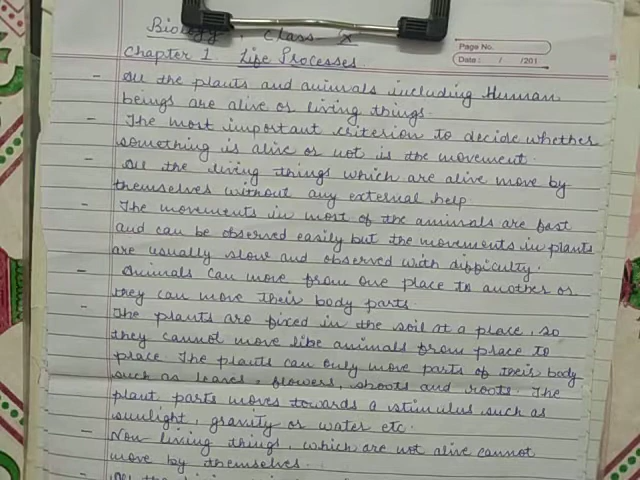 Biology, Class X
Page No.
Chapter 1 Life Processes
Date: / /201
- All the plants and animals including Human
beings are alive or living things.
- The most important criterion to decide whether
something is alive or not is the movement.
- All the living things which are alive move by
themselves without any external help
- The movements in most of the animals are fast
and can be observed easily but the movements in plants
are usually slow and observed with difficulty.
- Animals can move from one place to another or
they can move their body parts.
- The plants are fixed in the soil at a place, so
they cannot move like animals from place to
place. The plants can only move parts of their body
such as leaves, flowers, shoots and roots. The
plant parts moves towards a stimulus such as
sunlight, gravity or water etc.
- Non living things, which are not alive cannot
move by themselves.
- All the